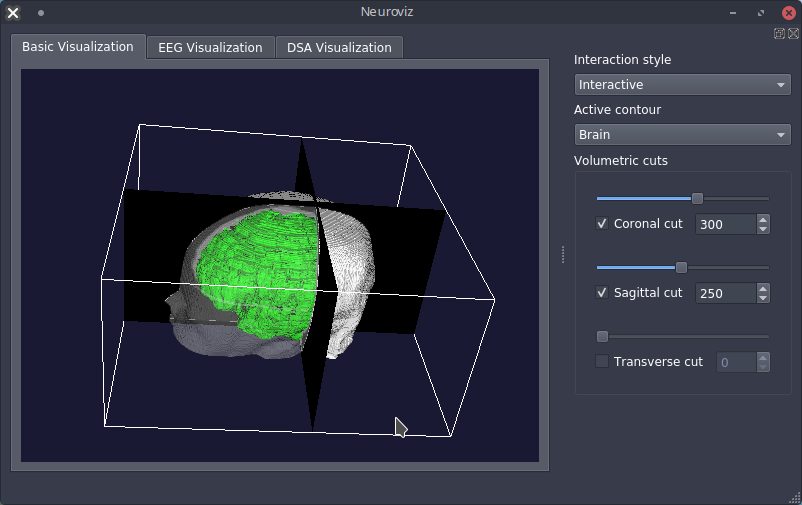 Neuroviz
Basic Visualization
EEG Visualization
DSA Visualization
Interaction style
Interactive
Active contour
Brain
Volumetric cuts
Coronal cut
300
Sagittal cut
250
Transverse cut
0